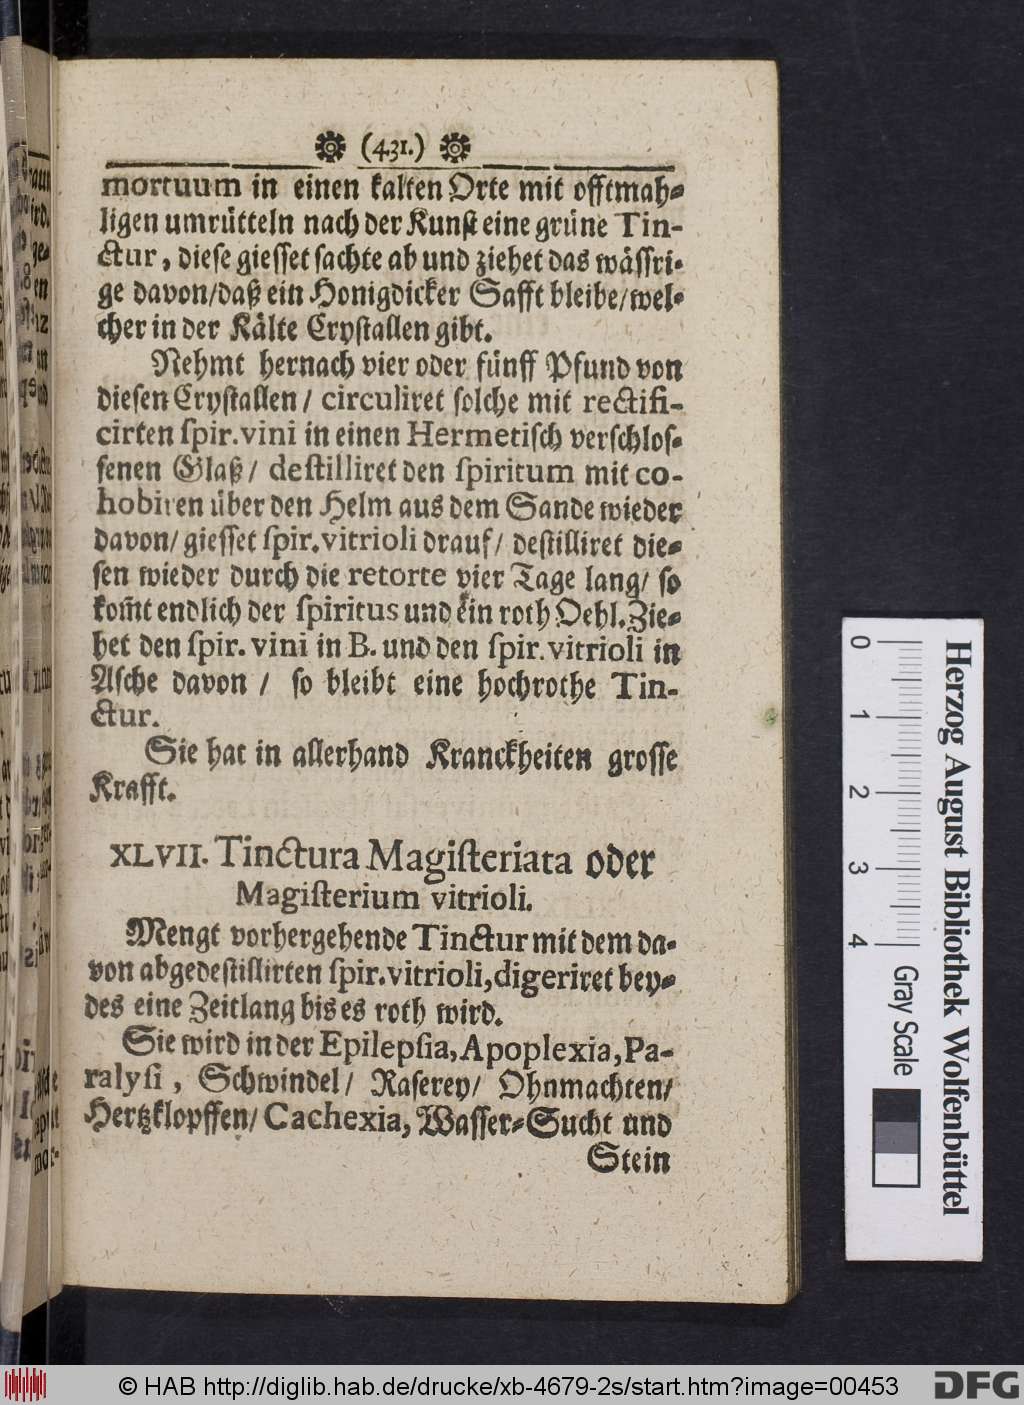 (431.)
mortuum in einen kalten Orte mit offtmah-
ligen umrütteln nach der Kunst eine grüne Tin-
ctur, diese giesset sachte ab und ziehet das wässri-
ge davon/daß ein Honigdicker Safft bleibe/wel-
cher in der Kälte Crystallen gibt.
Nehmt hernach vier oder fünff Pfund von
diesen Crystallen/ circuliret solche mit rectifi-
cirten spir. vini in einen Hermetisch verschlos-
senen Glaß/ destilliret den spiritum mit co-
hobiren über den Helm aus dem Sande wieder
davon/ giesset spir. vitrioli drauf/ destilliret die-
sen wieder durch die retorte vier Tage lang/ so
kom̃t endlich der spiritus und ein roth Oehl. Zie-
het den spir. vini in B. und den spir. vitrioli in
Asche davon / so bleibt eine hochrothe Tin-
ctur.
Sie hat in allerhand Kranckheiten grosse
Krafft.
XLVII. Tinctura Magisteriata oder
Magisterium vitrioli.
Mengt vorhergehende Tinctur mit dem da-
von abgedestillirten spir. vitrioli, digeriret bey-
des eine Zeitlang bis es roth wird.
Sie wird in der Epilepsia, Apoplexia, Pa-
ralysi, Schwindel/ Raserey/ Ohnmachten/
Hertzklopffen/ Cachexia, Wasser-Sucht und
Stein
0 1 2 3 4
Gray Scale
Herzog August Bibliothek Wolfenbüttel
© HAB http://diglib.hab.de/drucke/xb-4679-2s/start.htm?image=00453
DFG